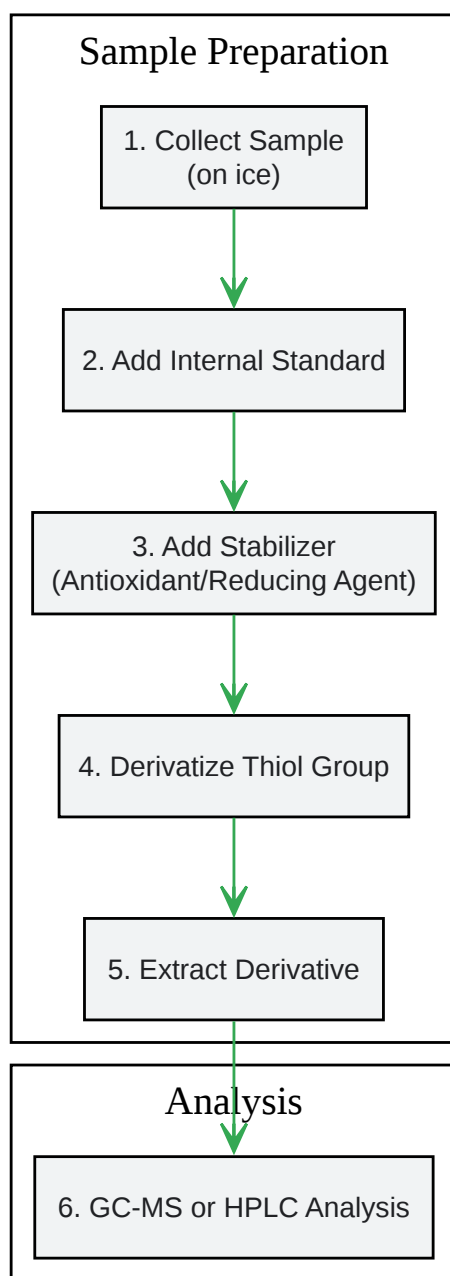 Sample Preparation
1. Collect Sample
(on ice)
2. Add Internal Standard
3. Add Stabilizer
(Antioxidant/Reducing Agent)
4. Derivatize Thiol Group
5. Extract Derivative
Analysis
6. GC-MS or HPLC Analysis